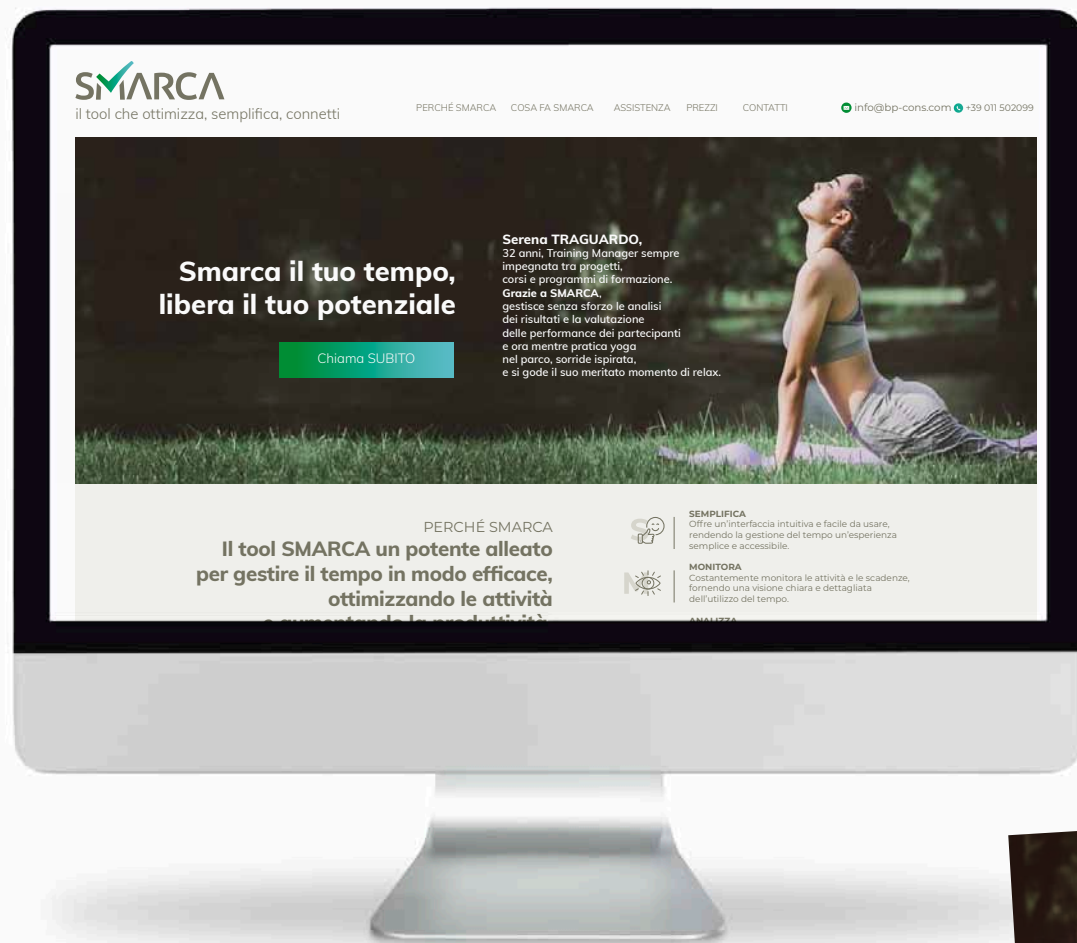 SMARCA
il tool che ottimizza, semplifica, connetti
PERCHÉ SMARCA COSA FA SMARCA ASSISTENZA PREZZI CONTATTI info@bp-cons.com +39 011 502099
Smarca il tuo tempo,
libera il tuo potenziale
Chiama SUBITO
Serena TRAGUARDO,
32 anni, Training Manager sempre
impegnata tra progetti,
corsi e programmi di formazione.
Grazie a SMARCA,
gestisce senza sforzo le analisi
dei risultati e la valutazione
delle performance dei partecipanti
e ora mentre pratica yoga
nel parco, sorride ispirata,
e si gode il suo meritato momento di relax.
PERCHÉ SMARCA
Il tool SMARCA un potente alleato
per gestire il tempo in modo efficace,
ottimizzando le attività
e aumentando la produttività.
S
SEMPLIFICA
Offre un'interfaccia intuitiva e facile da usare,
rendendo la gestione del tempo un'esperienza
semplice e accessibile.
M
MONITORA
Costantemente monitora le attività e le scadenze,
fornendo una visione chiara e dettagliata
dell'utilizzo del tempo.
ANALIZZA